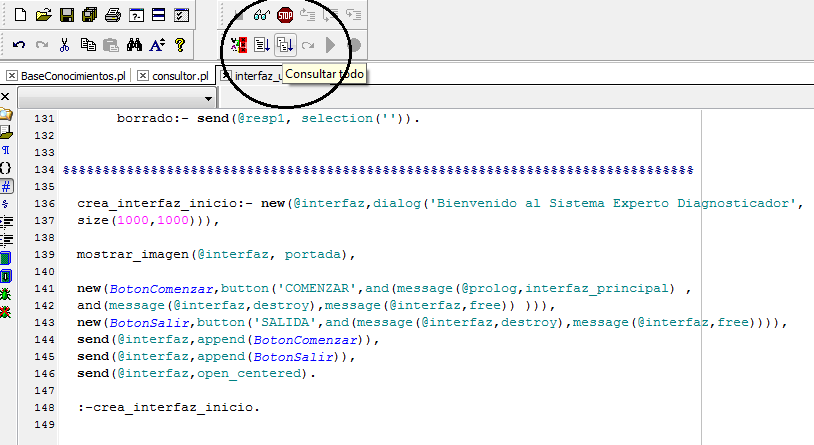 BaseConocimientos.pl consultor.pl interfaz_u
Consultar todo
131 borrado:- send(@resp1, selection('')).
132
133
134 %%%%%%%%%%%%%%%%%%%%%%%%%%%%%%%%%%%%%%%%%%%%%%%%%%%%%%%%%%%%%%%%%%%%%%%%%%%%%%%%
135
136 crea_interfaz_inicio:- new(@interfaz,dialog('Bienvenido al Sistema Experto Diagnosticador',
137 size(1000,1000))),
138
139 mostrar_imagen(@interfaz, portada),
140
141 new(BotonComenzar,button('COMENZAR',and(message(@prolog,interfaz_principal) ,
142 and(message(@interfaz,destroy),message(@interfaz,free)) ))),
143 new(BotonSalir,button('SALIDA',and(message(@interfaz,destroy),message(@interfaz,free)))),
144 send(@interfaz,append(BotonComenzar)),
145 send(@interfaz,append(BotonSalir)),
146 send(@interfaz,open_centered).
147
148 :-crea_interfaz_inicio.
149